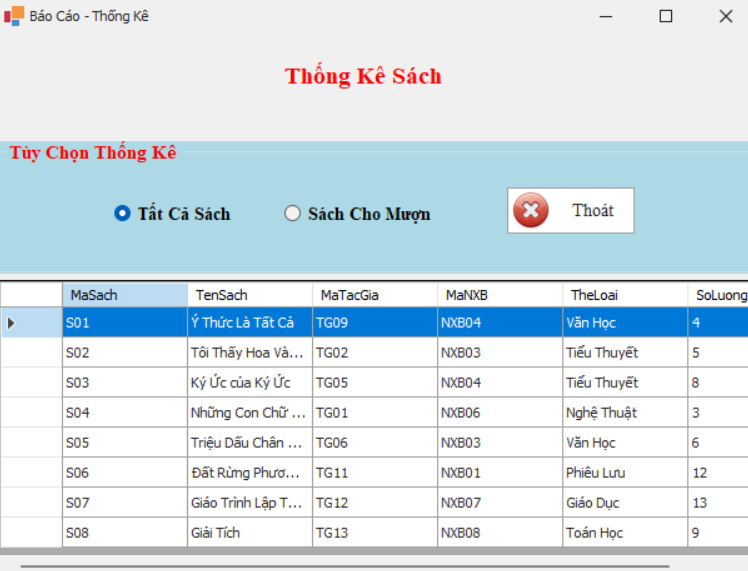 Báo Cáo - Thống Kê
Thống Kê Sách
Tùy Chọn Thống Kê
Tất Cả Sách Sách Cho Mượn Thoát
MaSach TenSach MaTacGia MaNXB TheLoai SoLuong
S01 Ý Thức Là Tất Cả TG09 NXB04 Văn Học 4
S02 Tôi Thấy Hoa Và... TG02 NXB03 Tiểu Thuyết 5
S03 Ký Ức của Ký Ức TG05 NXB04 Tiểu Thuyết 8
S04 Những Con Chữ ... TG01 NXB06 Nghệ Thuật 3
S05 Triệu Dấu Chân ... TG06 NXB03 Văn Học 6
S06 Đất Rừng Phươ... TG11 NXB01 Phiêu Lưu 12
S07 Giáo Trình Lập T... TG12 NXB07 Giáo Dục 13
S08 Giải Tích TG13 NXB08 Toán Học 9